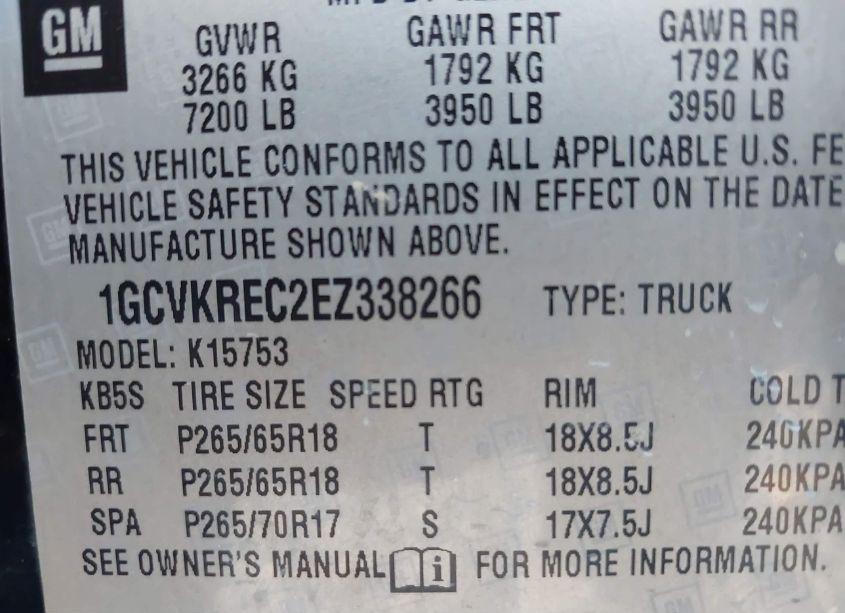 GM
GVWR GAWR FRT GAWR RR
3266 KG 1792 KG 1792 KG
7200 LB 3950 LB 3950 LB
THIS VEHICLE CONFORMS TO ALL APPLICABLE U.S. FE
VEHICLE SAFETY STANDARDS IN EFFECT ON THE DATE
MANUFACTURE SHOWN ABOVE.
1GCVKREC2EZ338266 TYPE: TRUCK
MODEL: K15753
KB5S TIRE SIZE SPEED RTG RIM COLD T
FRT P265/65R18 T 18X8.5J 240KPA
RR P265/65R18 T 18X8.5J 240KPA
SPA P265/70R17 S 17X7.5J 240KPA
SEE OWNER'S MANUAL i FOR MORE INFORMATION.